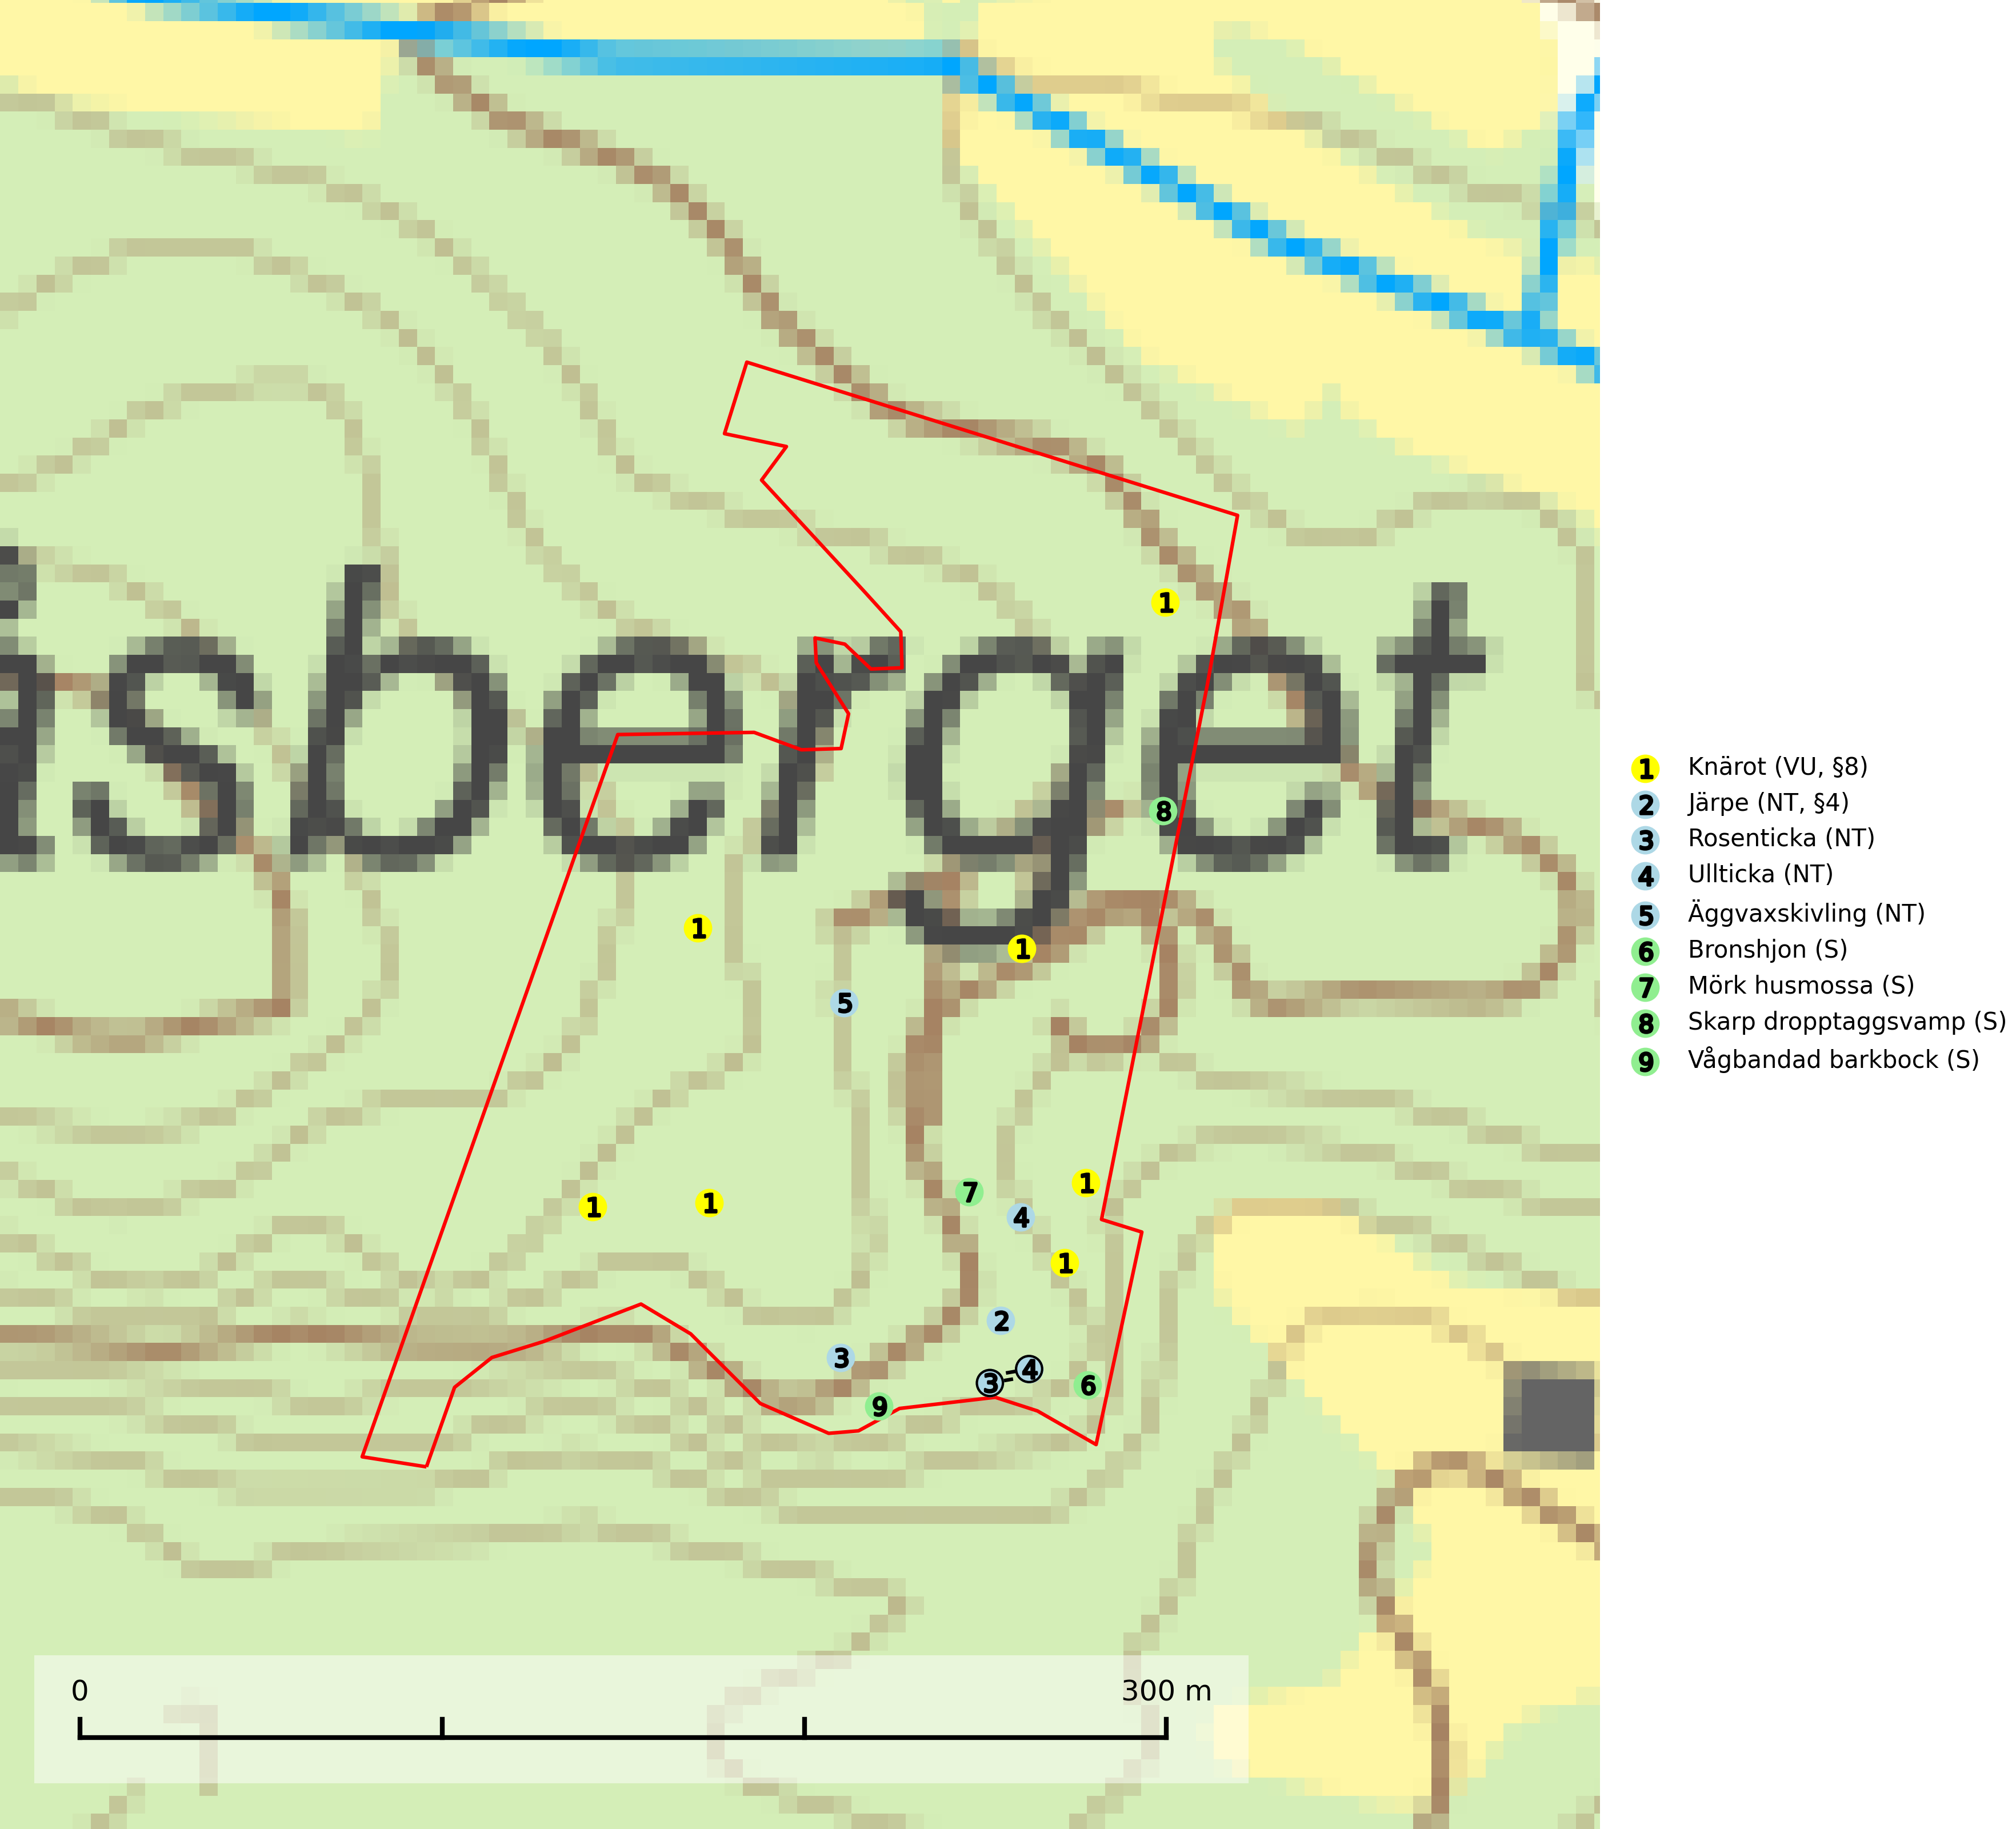 1
sberget
8
1
1
5
1
7
1
1
4
1
2
3
4
3
6
9
0
300 m
1 Knärot (VU, §8)
2 Järpe (NT, §4)
3 Rosenticka (NT)
4 Ullticka (NT)
5 Äggvaxskivling (NT)
6 Bronshjon (S)
7 Mörk husmossa (S)
8 Skarp dropptaggsvamp (S)
9 Vågbandad barkbock (S)